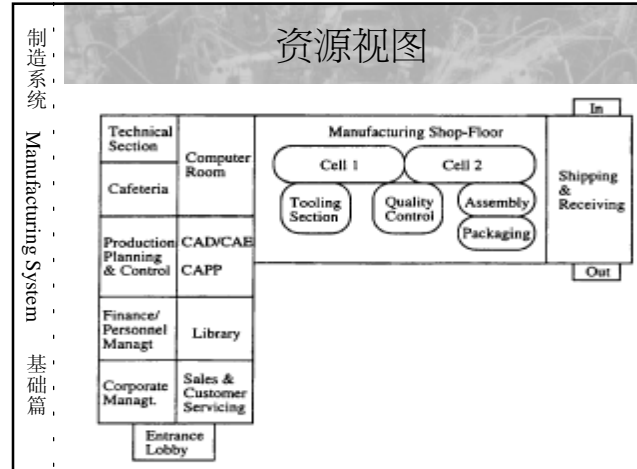 资源视图
制造系统 Manufacturing System 基础篇
In
Technical
Section
Computer
Room
Cafeteria
Manufacturing Shop-Floor
Cell 1
Cell 2
Tooling
Section
Quality
Control
Assembly
Packaging
Shipping
&
Receiving
Out
Production
Planning
& Control
CAD/CAE
CAPP
Finance/
Personnel
Managt
Library
Corporate
Managt.
Sales &
Customer
Servicing
Entrance
Lobby